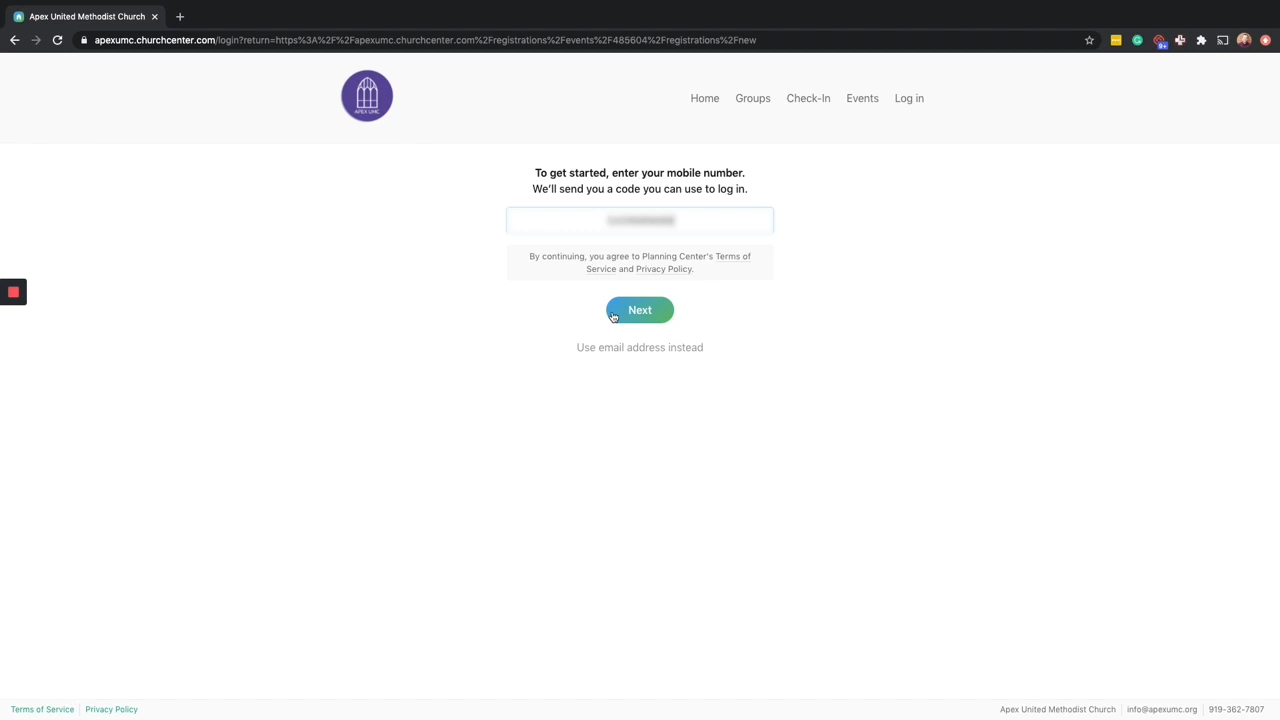 Apex United Methodist Church
apexumc.churchcenter.com/login?return=https%3A%2F%2Fapexumc.churchcenter.com%2Fregistrations%2Fevents%2F485604%2Fregistrations%2Fnew
9+
APEX UMC
Home Groups Check-In Events Log in
To get started, enter your mobile number.
We'll send you a code you can use to log in.
By continuing, you agree to Planning Center's Terms of
Service and Privacy Policy.
Next
Use email address instead
Terms of Service Privacy Policy
Apex United Methodist Church info@apexumc.org 919-362-7807